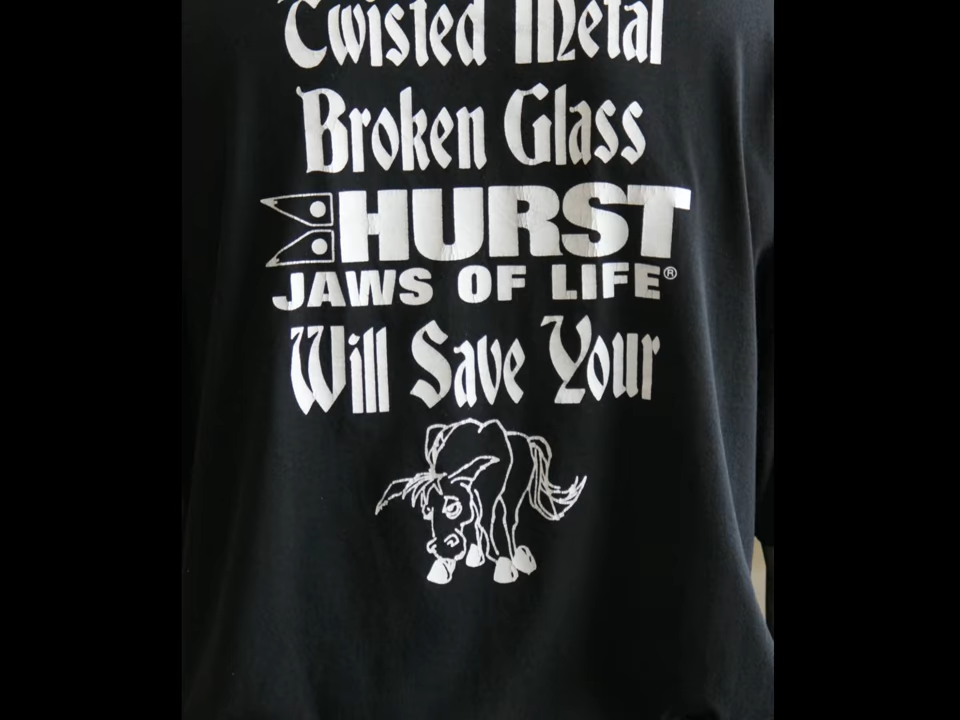 Twisted Metal
Broken Glass
HURST
JAWS OF LIFE®
Will Save Your